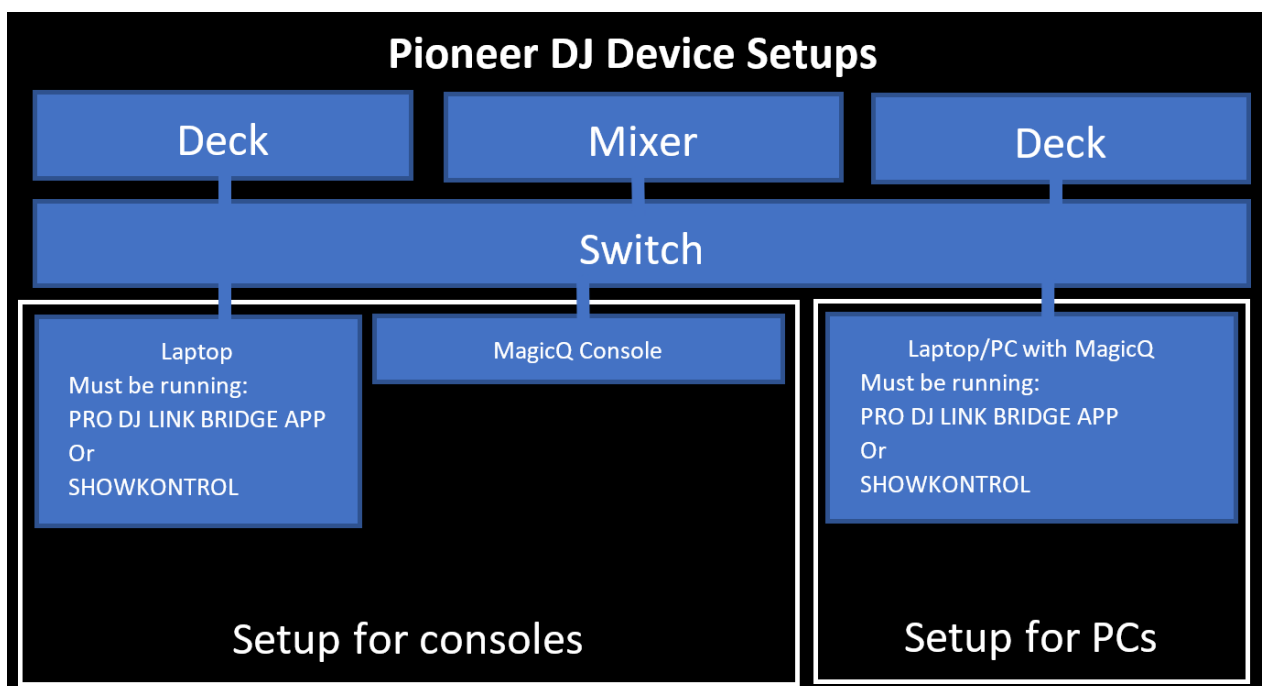 Pioneer DJ Device Setups
Deck
Mixer
Deck
Switch
Laptop
Must be running:
PRO DJ LINK BRIDGE APP
Or
SHOWKONTROL
MagicQ Console
Laptop/PC with MagicQ
Must be running:
PRO DJ LINK BRIDGE APP
Or
SHOWKONTROL
Setup for consoles
Setup for PCs